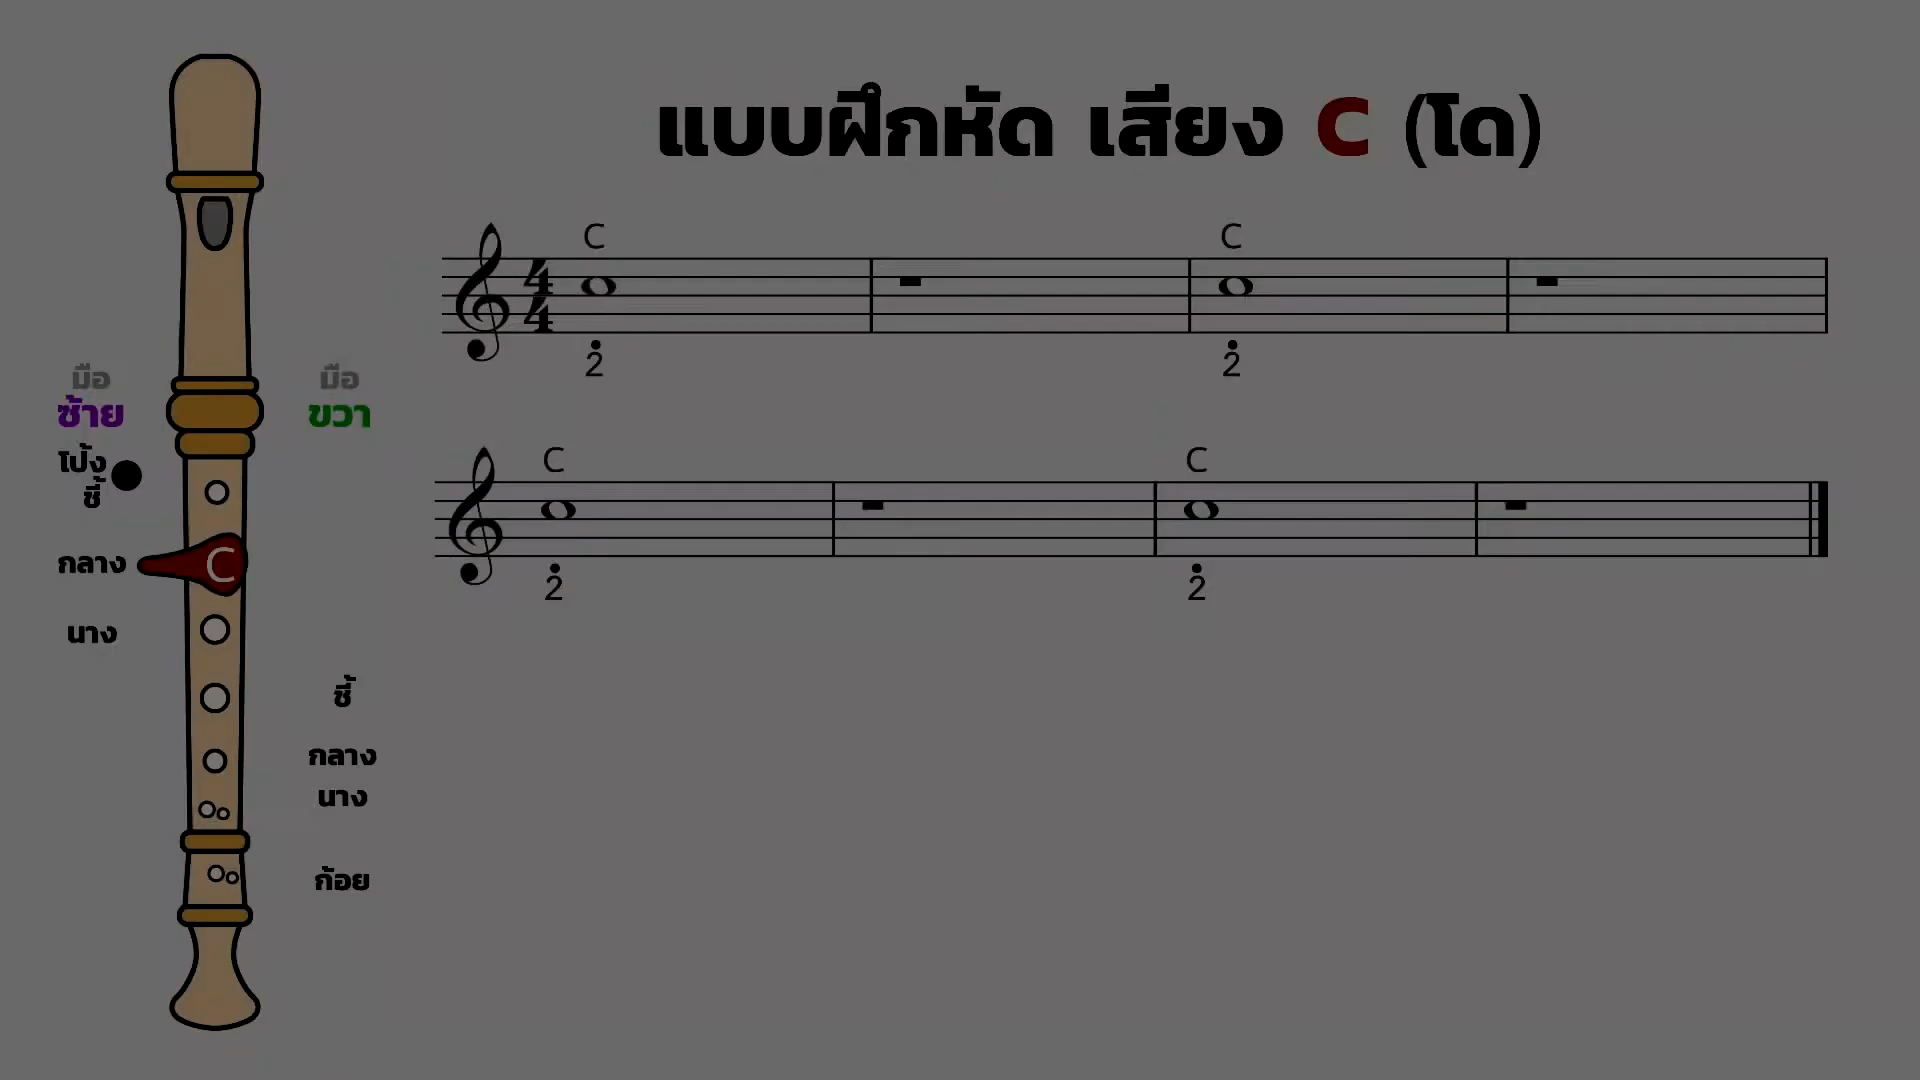 แบบฝึกหัด เสียง C (โด)
C C
4
4
2 2
มือ
ซ้าย
มือ
ขวา
โป้ง
ชี้
C C
กลาง C
2 2
นาง
ชี้
กลาง
นาง
ก้อย